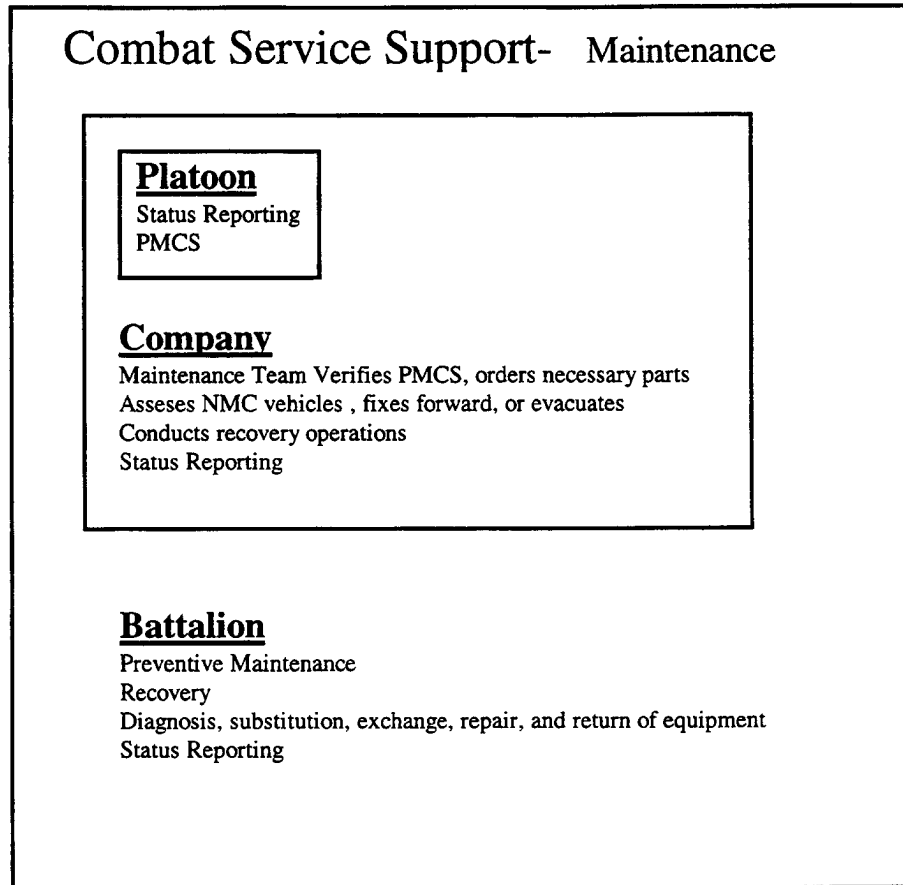 Combat Service Support- Maintenance
Platoon
Status Reporting
PMCS
Company
Maintenance Team Verifies PMCS, orders necessary parts
Asseses NMC vehicles , fixes forward, or evacuates
Conducts recovery operations
Status Reporting
Battalion
Preventive Maintenance
Recovery
Diagnosis, substitution, exchange, repair, and return of equipment
Status Reporting